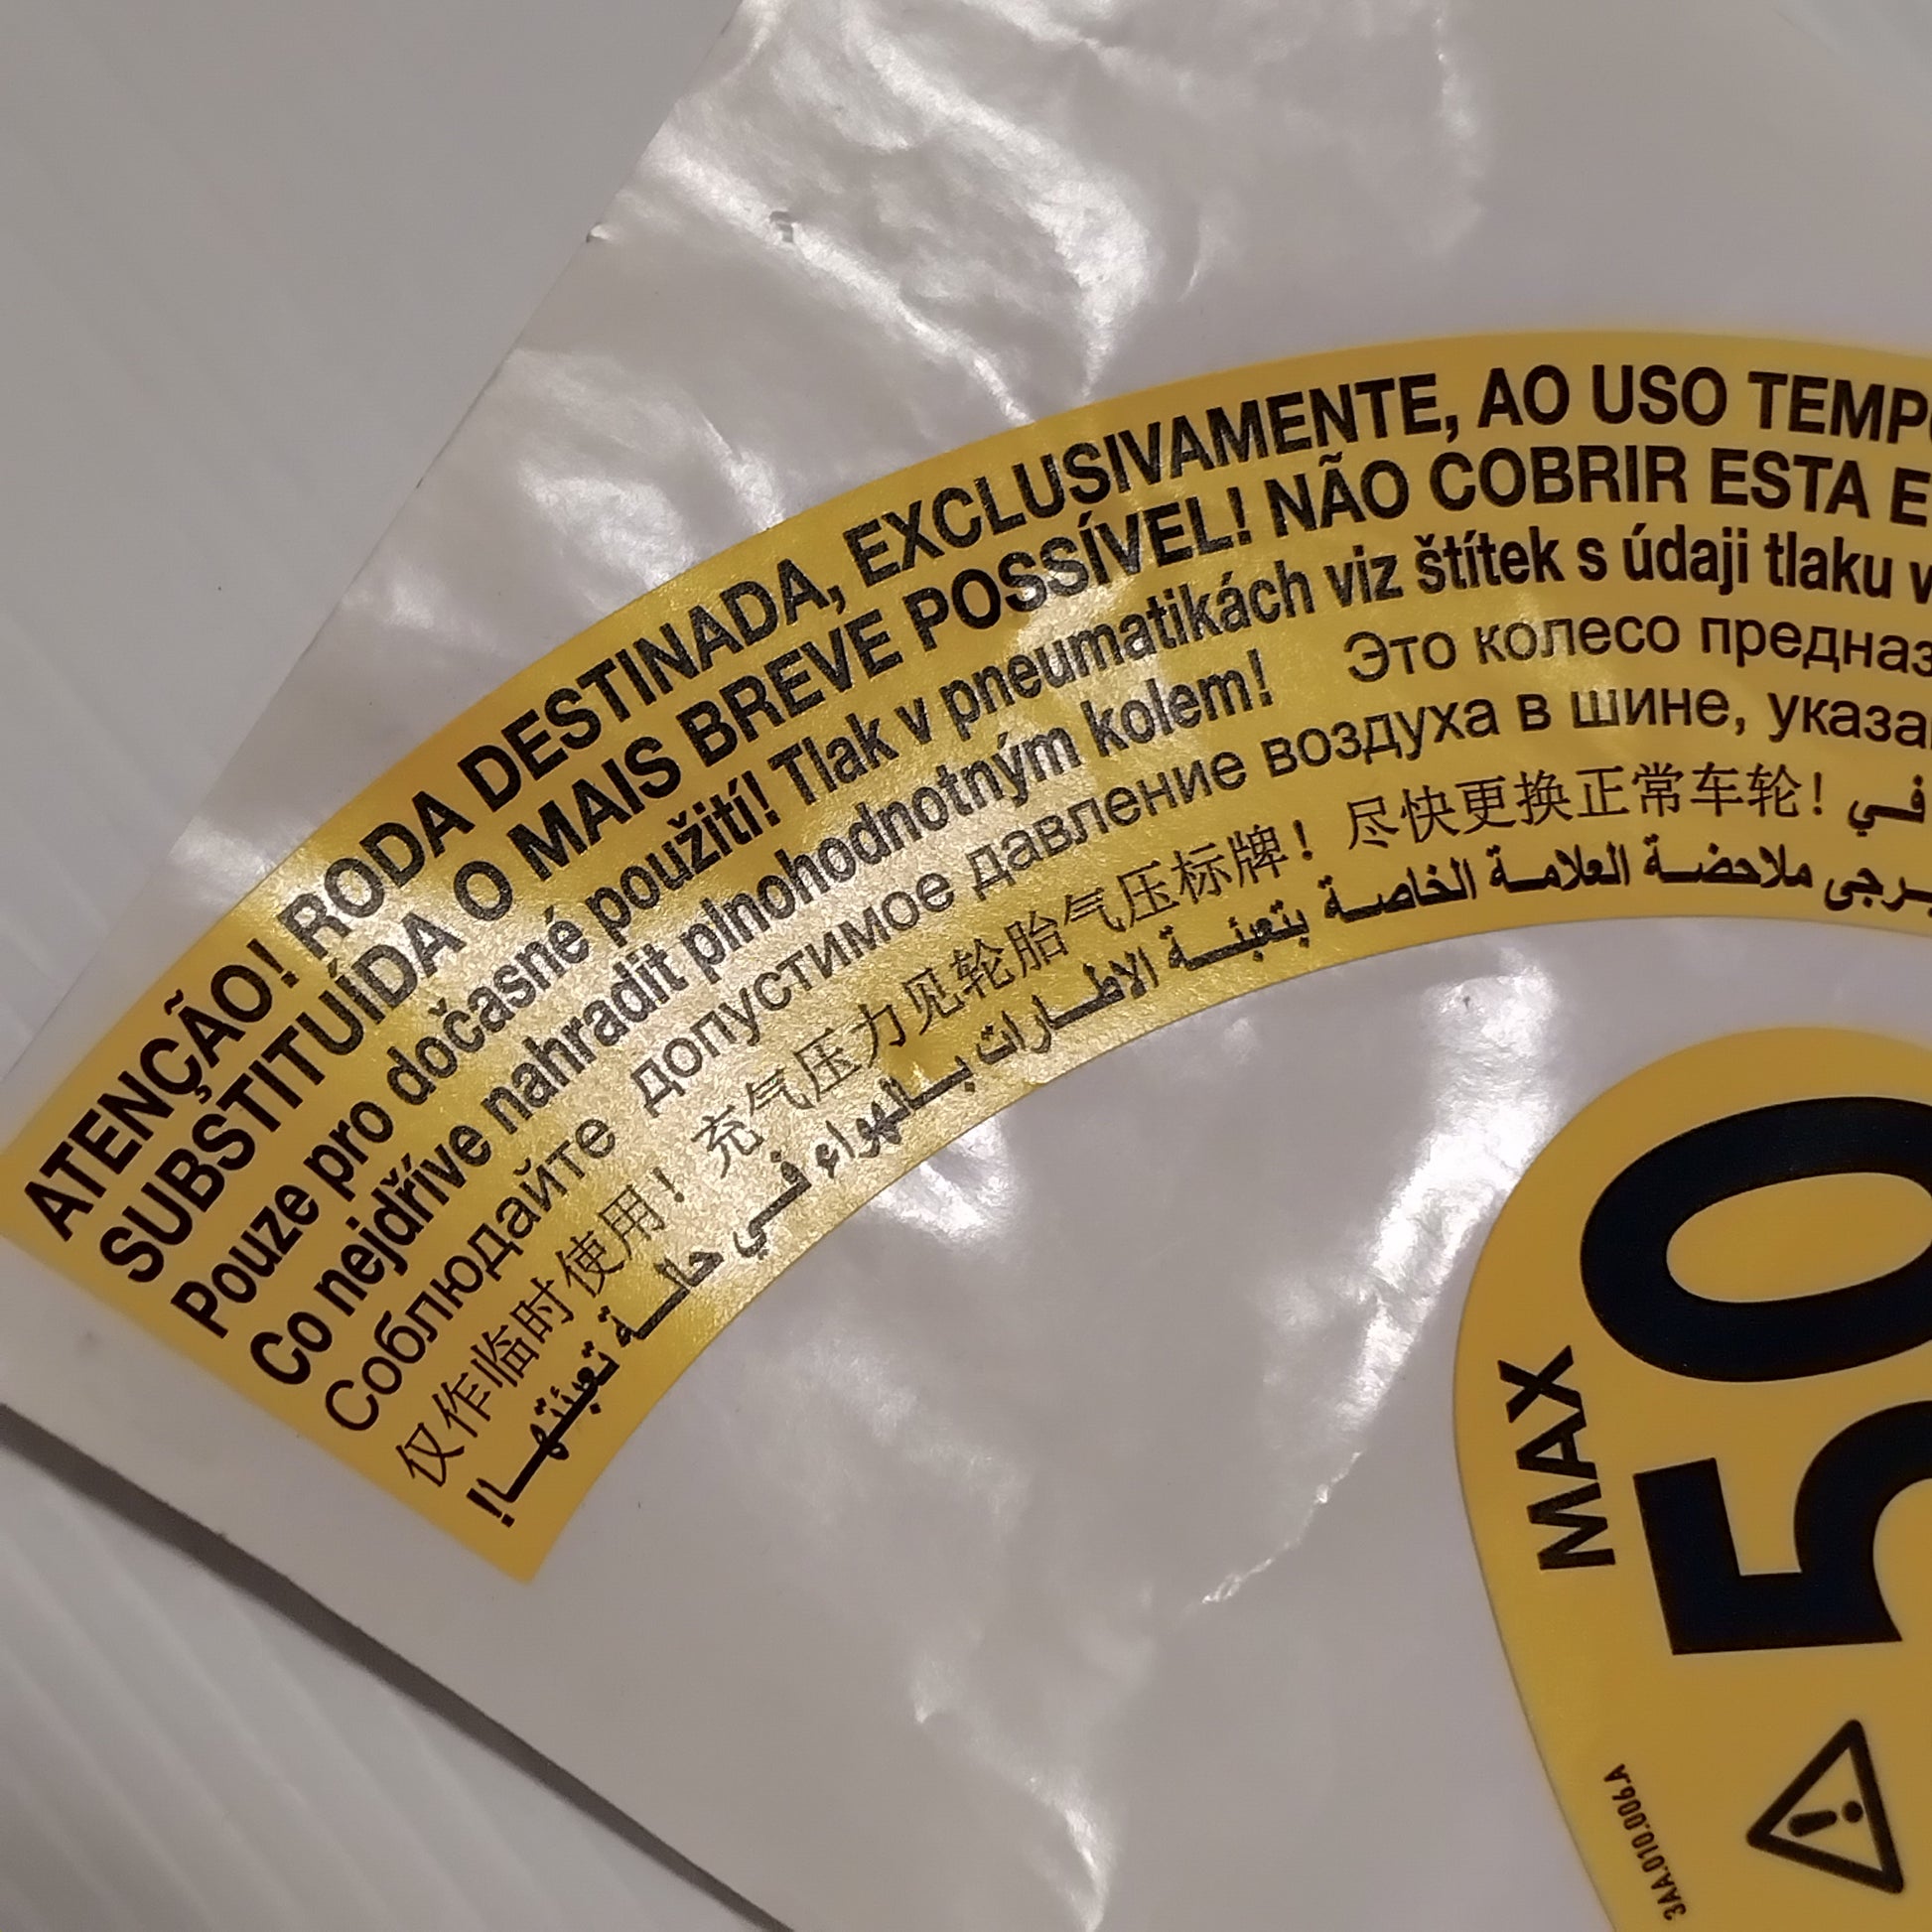 ATENÇÃO! RODA DESTINADA, EXCLUSIVAMENTE, AO USO
SUBSTITUÍDA O MAIS BREVE POSSÍVEL! NÃO COBRIR ESTA
Pouze pro dočasné použití! Tlak v pneumatikách viz štítek s údaji tlaku
Co nejdříve nahradit plnohodnotným kolem! Это колесо
Соблюдайте допустимое давление воздуха в шине,
仅作临时使用！充气压力见轮胎气压标牌！尽快更换正常车轮！ في
يرجى ملاحضة العلامة الخاصة بتعبئة الاطارات بالهواء في حالة تعبئتها!
MAX
50
3AA.010.006.A